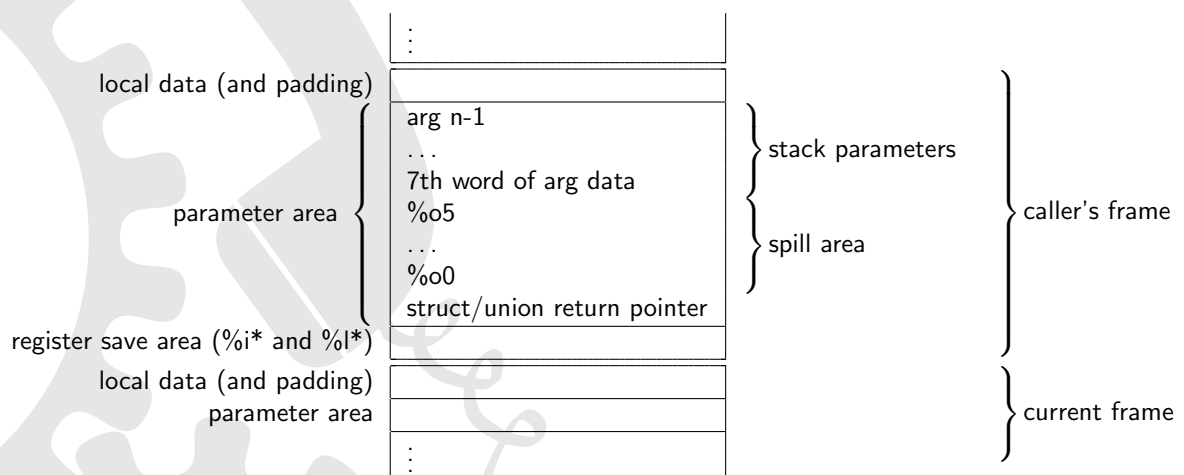 ⋮
local data (and padding)
arg n-1
. . .
stack parameters
7th word of arg data
parameter area
%o5
caller's frame
. . .
spill area
%o0
struct/union return pointer
register save area (%i* and %l*)
local data (and padding)
parameter area
current frame
⋮